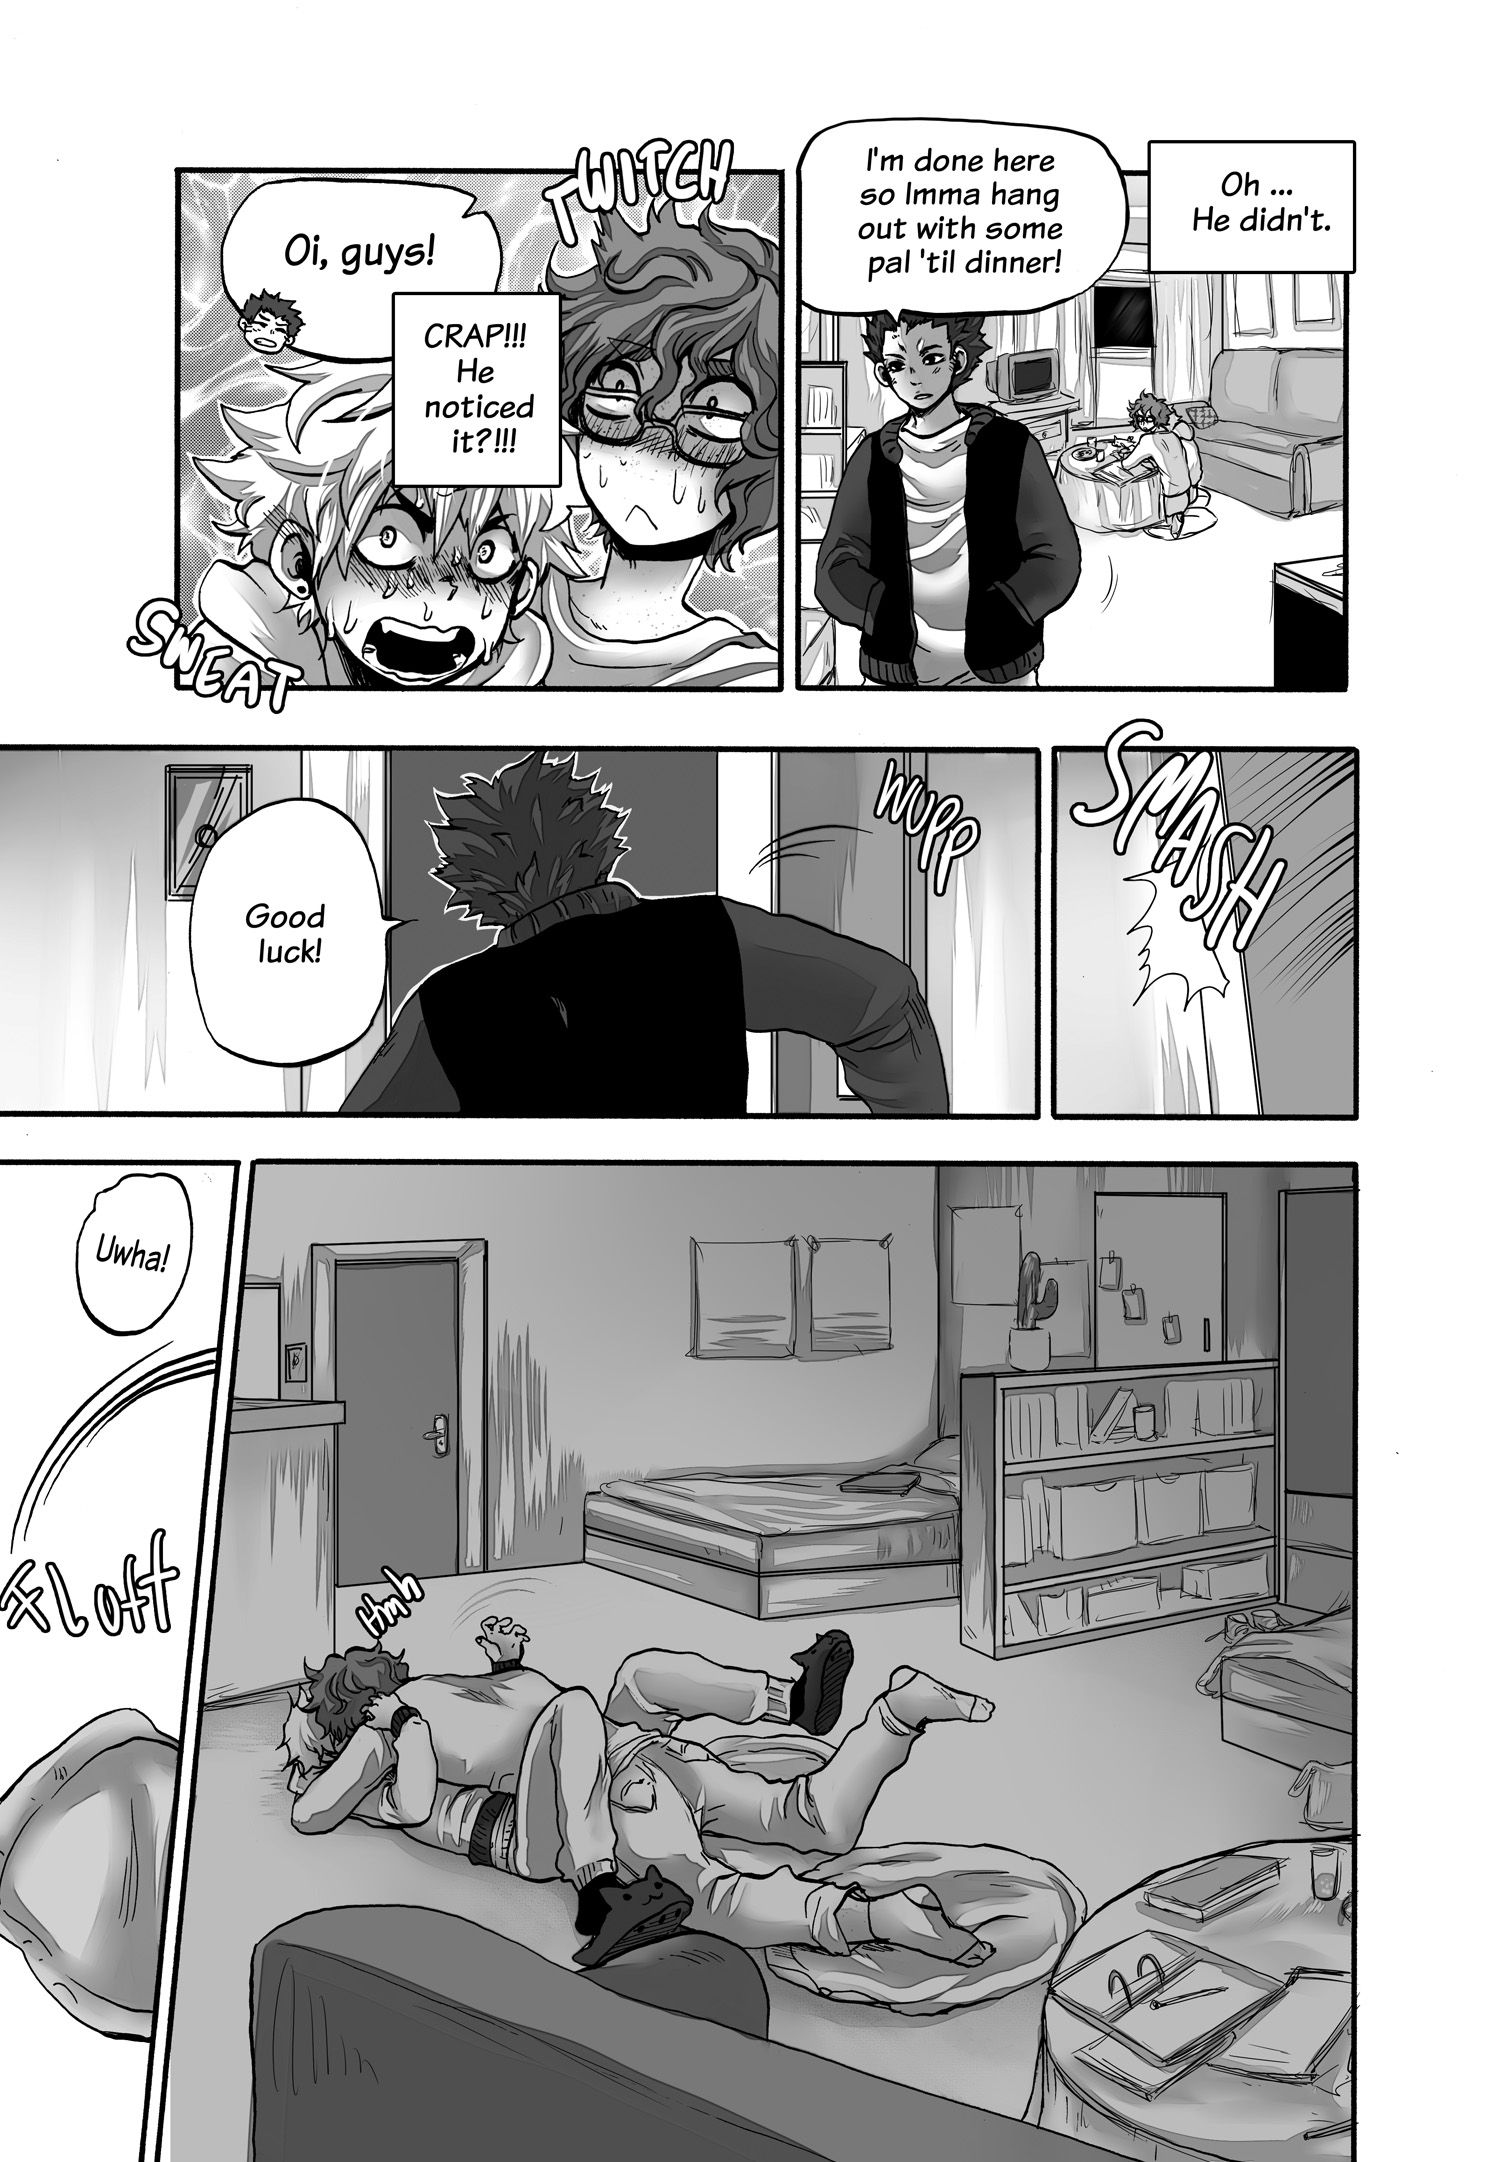 TWITCH
Oi, guys!
CRAP!!!
He
noticed
it?!!!
SWEAT
I'm done here
so Imma hang
out with some
pal 'til dinner!
Oh ...
He didn't.
Good
luck!
WUPP
SMASH
Uwha!
Flofft
Hmh